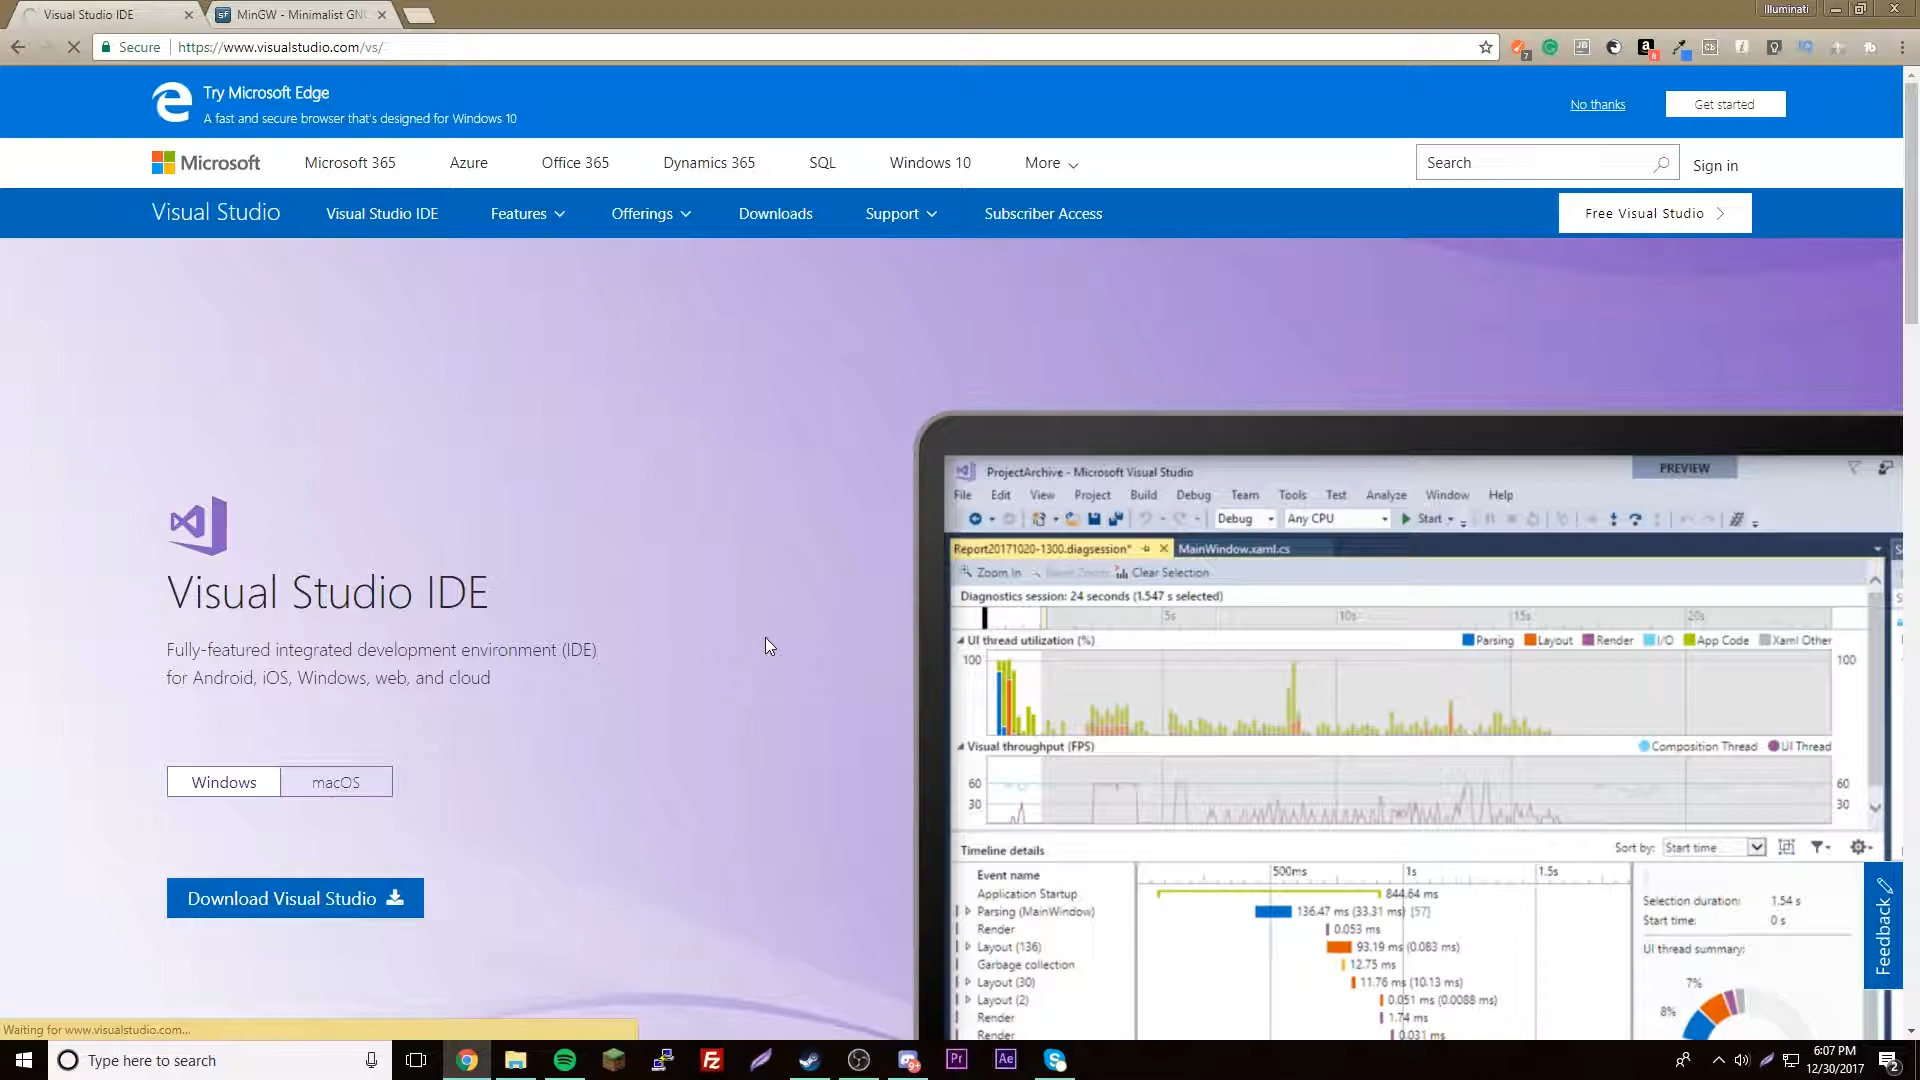 Visual Studio IDE
MinGW - Minimalist GN
Illuminati
Secure
https://www.visualstudio.com/vs/
Try Microsoft Edge
A fast and secure browser that's designed for Windows 10
No thanks
Get started
Microsoft
Microsoft 365
Azure
Office 365
Dynamics 365
SQL
Windows 10
More
Search
Sign in
Visual Studio
Visual Studio IDE
Features
Offerings
Downloads
Support
Subscriber Access
Free Visual Studio
Visual Studio IDE
Fully-featured integrated development environment (IDE)
for Android, iOS, Windows, web, and cloud
Windows
macOS
Download Visual Studio
ProjectArchive - Microsoft Visual Studio
PREVIEW
File Edit View Project Build Debug Team Tools Test Analyze Window Help
Debug Any CPU Start
Report20171020-1300.diagsession*
MainWindow.xaml.cs
Zoom In
Clear Selection
Diagnostics session: 24 seconds (1.547 s selected)
5s 10s 15s 20s
UI thread utilization (%)
Parsing Layout Render I/O App Code Xaml Other
100 100
Visual throughput (FPS)
Composition Thread UI Thread
60 60
30 30
Timeline details
Sort by: Start time
Event name 500ms 1s 1.5s
Application Startup 844.64 ms
Parsing (MainWindow) 136.47 ms (33.31 ms) [57]
Render 0.053 ms
Layout (136) 93.19 ms (0.083 ms)
Garbage collection 12.75 ms
Layout (30) 11.76 ms (10.13 ms)
Layout (2) 0.051 ms (0.0088 ms)
Render 1.74 ms
Render 0.031 ms
Selection duration: 1.54 s
Start time: 0 s
UI thread summary:
7%
8%
Feedback
Waiting for www.visualstudio.com...
Type here to search
6:07 PM
12/30/2017